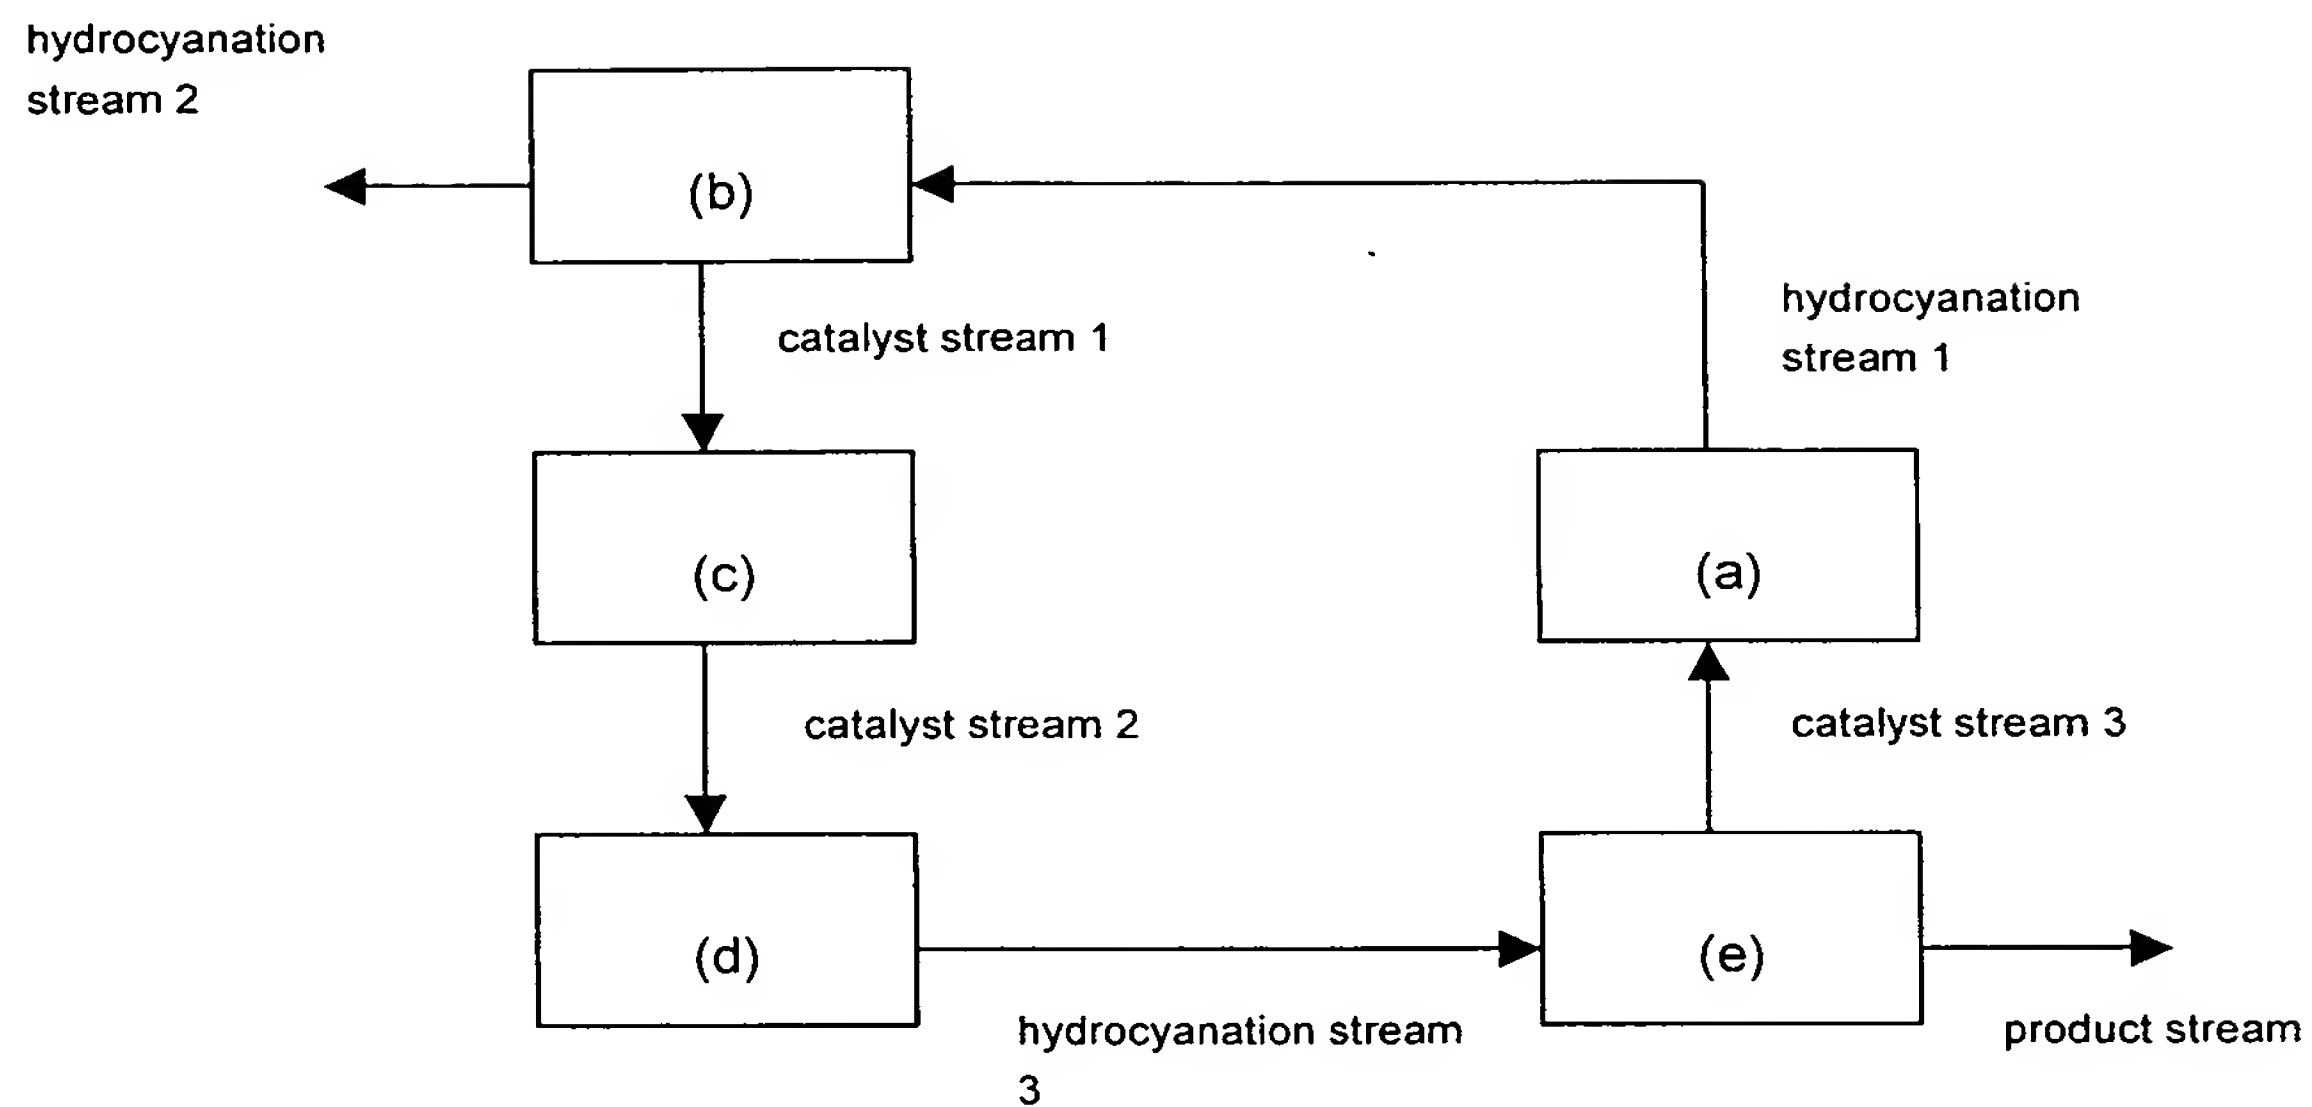 hydrocyanation
stream 2
(b)
catalyst stream 1
hydrocyanation
stream 1
(c)
(a)
catalyst stream 2
catalyst stream 3
(d)
(e)
hydrocyanation stream
3
product stream